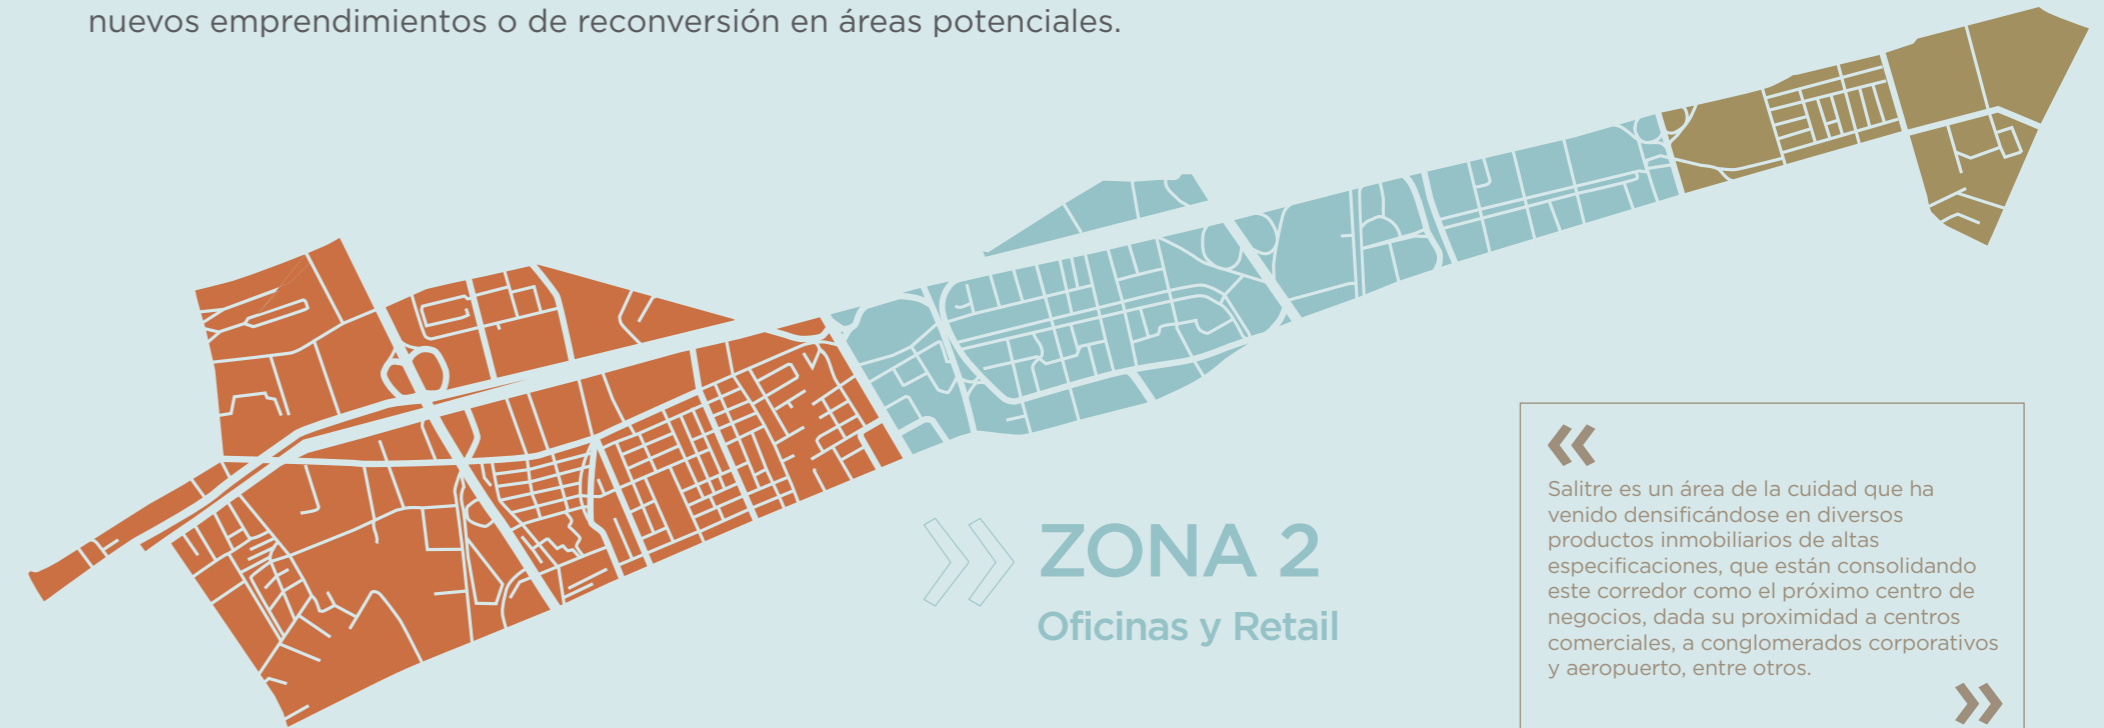 nuevos emprendimientos o de reconversión en áreas potenciales.
ZONA 2
Oficinas y Retail
«
Salitre es un área de la cuidad que ha
venido densificándose en diversos
productos inmobiliarios de altas
especificaciones, que están consolidando
este corredor como el próximo centro de
negocios, dada su proximidad a centros
comerciales, a conglomerados corporativos
y aeropuerto, entre otros.
»